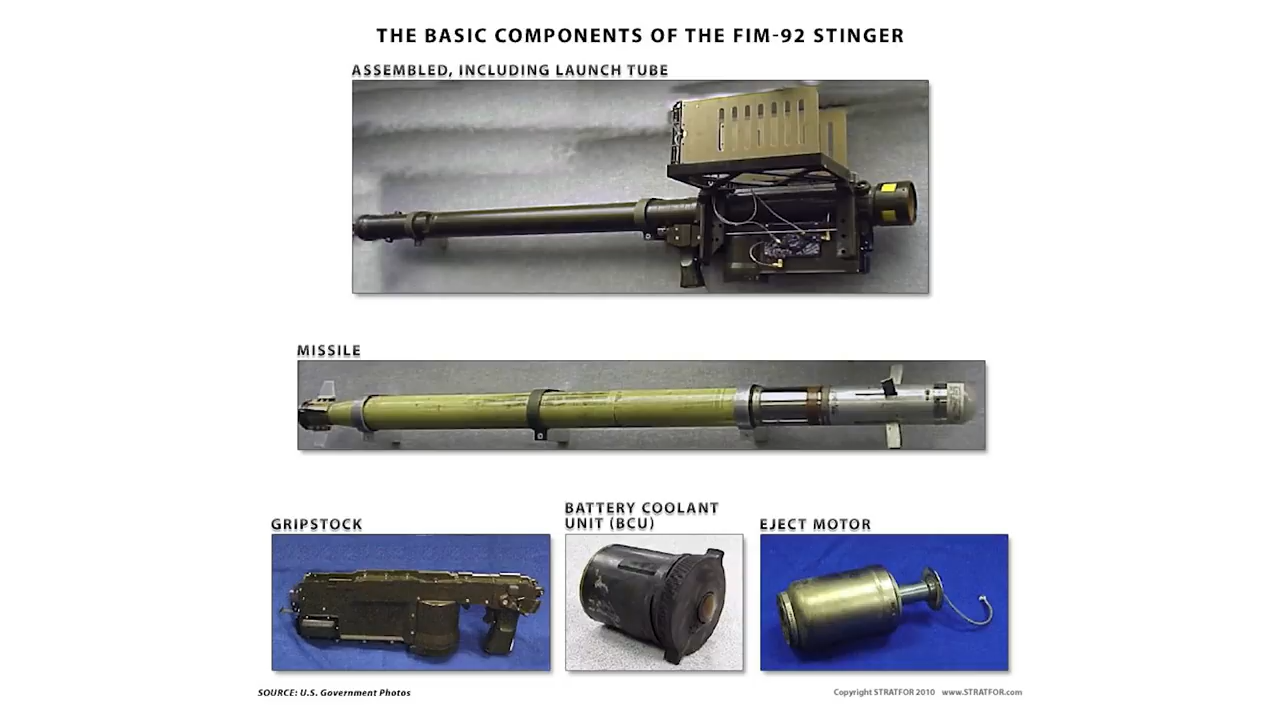 THE BASIC COMPONENTS OF THE FIM-92 STINGER
ASSEMBLED, INCLUDING LAUNCH TUBE
MISSILE
GRIPSTOCK
BATTERY COOLANT
UNIT (BCU)
EJECT MOTOR
SOURCE: U.S. Government Photos
Copyright STRATFOR 2010 www.STRATFOR.com